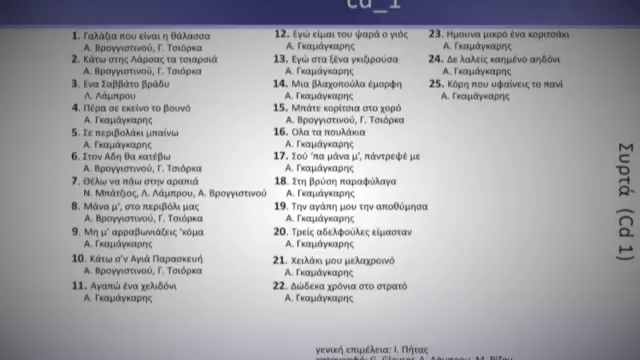 cd_1
1. Γαλάζια που είναι η θάλασσα
Α. Βρογγιστινού, Γ. Τσιόρκα
2. Κάτω στης Λάρσας τα τσιαρσιά
Α. Βρογγιστινού, Γ. Τσιόρκα
3. Ενα Σαββάτο βράδυ
Λ. Λάμπρου
4. Πέρα σε εκείνο το βουνό
Α. Γκαμάγκαρης
5. Σε περιβολάκι μπαίνω
Α. Γκαμάγκαρης
6. Στον Αδη θα κατέβω
Α. Βρογγιστινού, Γ. Τσιόρκα
7. Θέλω να πάω στην αραπιά
Ν. Μπάτζιος, Λ. Λάμπρου, Α. Βρογγιστινού
8. Μάνα μ', στο περιβόλι μας
Α. Βρογγιστινού, Γ. Τσιόρκα
9. Μη μ' αρραβωνιάζεις 'κόμα
Α. Γκαμάγκαρης
10. Κάτω σ'ν Αγιά Παρασκευή
Α. Βρογγιστινού, Γ. Τσιόρκα
11. Αγαπώ ένα χελιδόνι
Α. Γκαμάγκαρης
12. Εγώ είμαι του ψαρά ο γιός
Α. Γκαμάγκαρης
13. Εγώ στα ξένα γκιζιρούσα
Α. Γκαμάγκαρης
14. Μια βλαχοπούλα έμορφη
Α. Γκαμάγκαρης
15. Μπάτε κορίτσια στο χορό
Α. Βρογγιστινού, Γ. Τσιόρκα
16. Ολα τα πουλάκια
Α. Γκαμάγκαρης
17. Σού 'πα μάνα μ', πάντρεψέ με
Α. Γκαμάγκαρης
18. Στη βρύση παραφύλαγα
Α. Γκαμάγκαρης
19. Την αγάπη μου την αποθύμησα
Α. Γκαμάγκαρης
20. Τρείς αδελφούλες είμασταν
Α. Γκαμάγκαρης
21. Χειλάκι μου μελαχροινό
Α. Γκαμάγκαρης
22. Δώδεκα χρόνια στο στρατό
Α. Γκαμάγκαρης
23. Ημουνα μικρό ένα κοριτσάκι
Α. Γκαμάγκαρης
24. Δε λαλείς καημένο αηδόνι
Α. Γκαμάγκαρης
25. Κόρη που υφαίνεις το πανί
Α. Γκαμάγκαρης
Συρτά (Cd 1)
γενική επιμέλεια: Ι. Πήτας